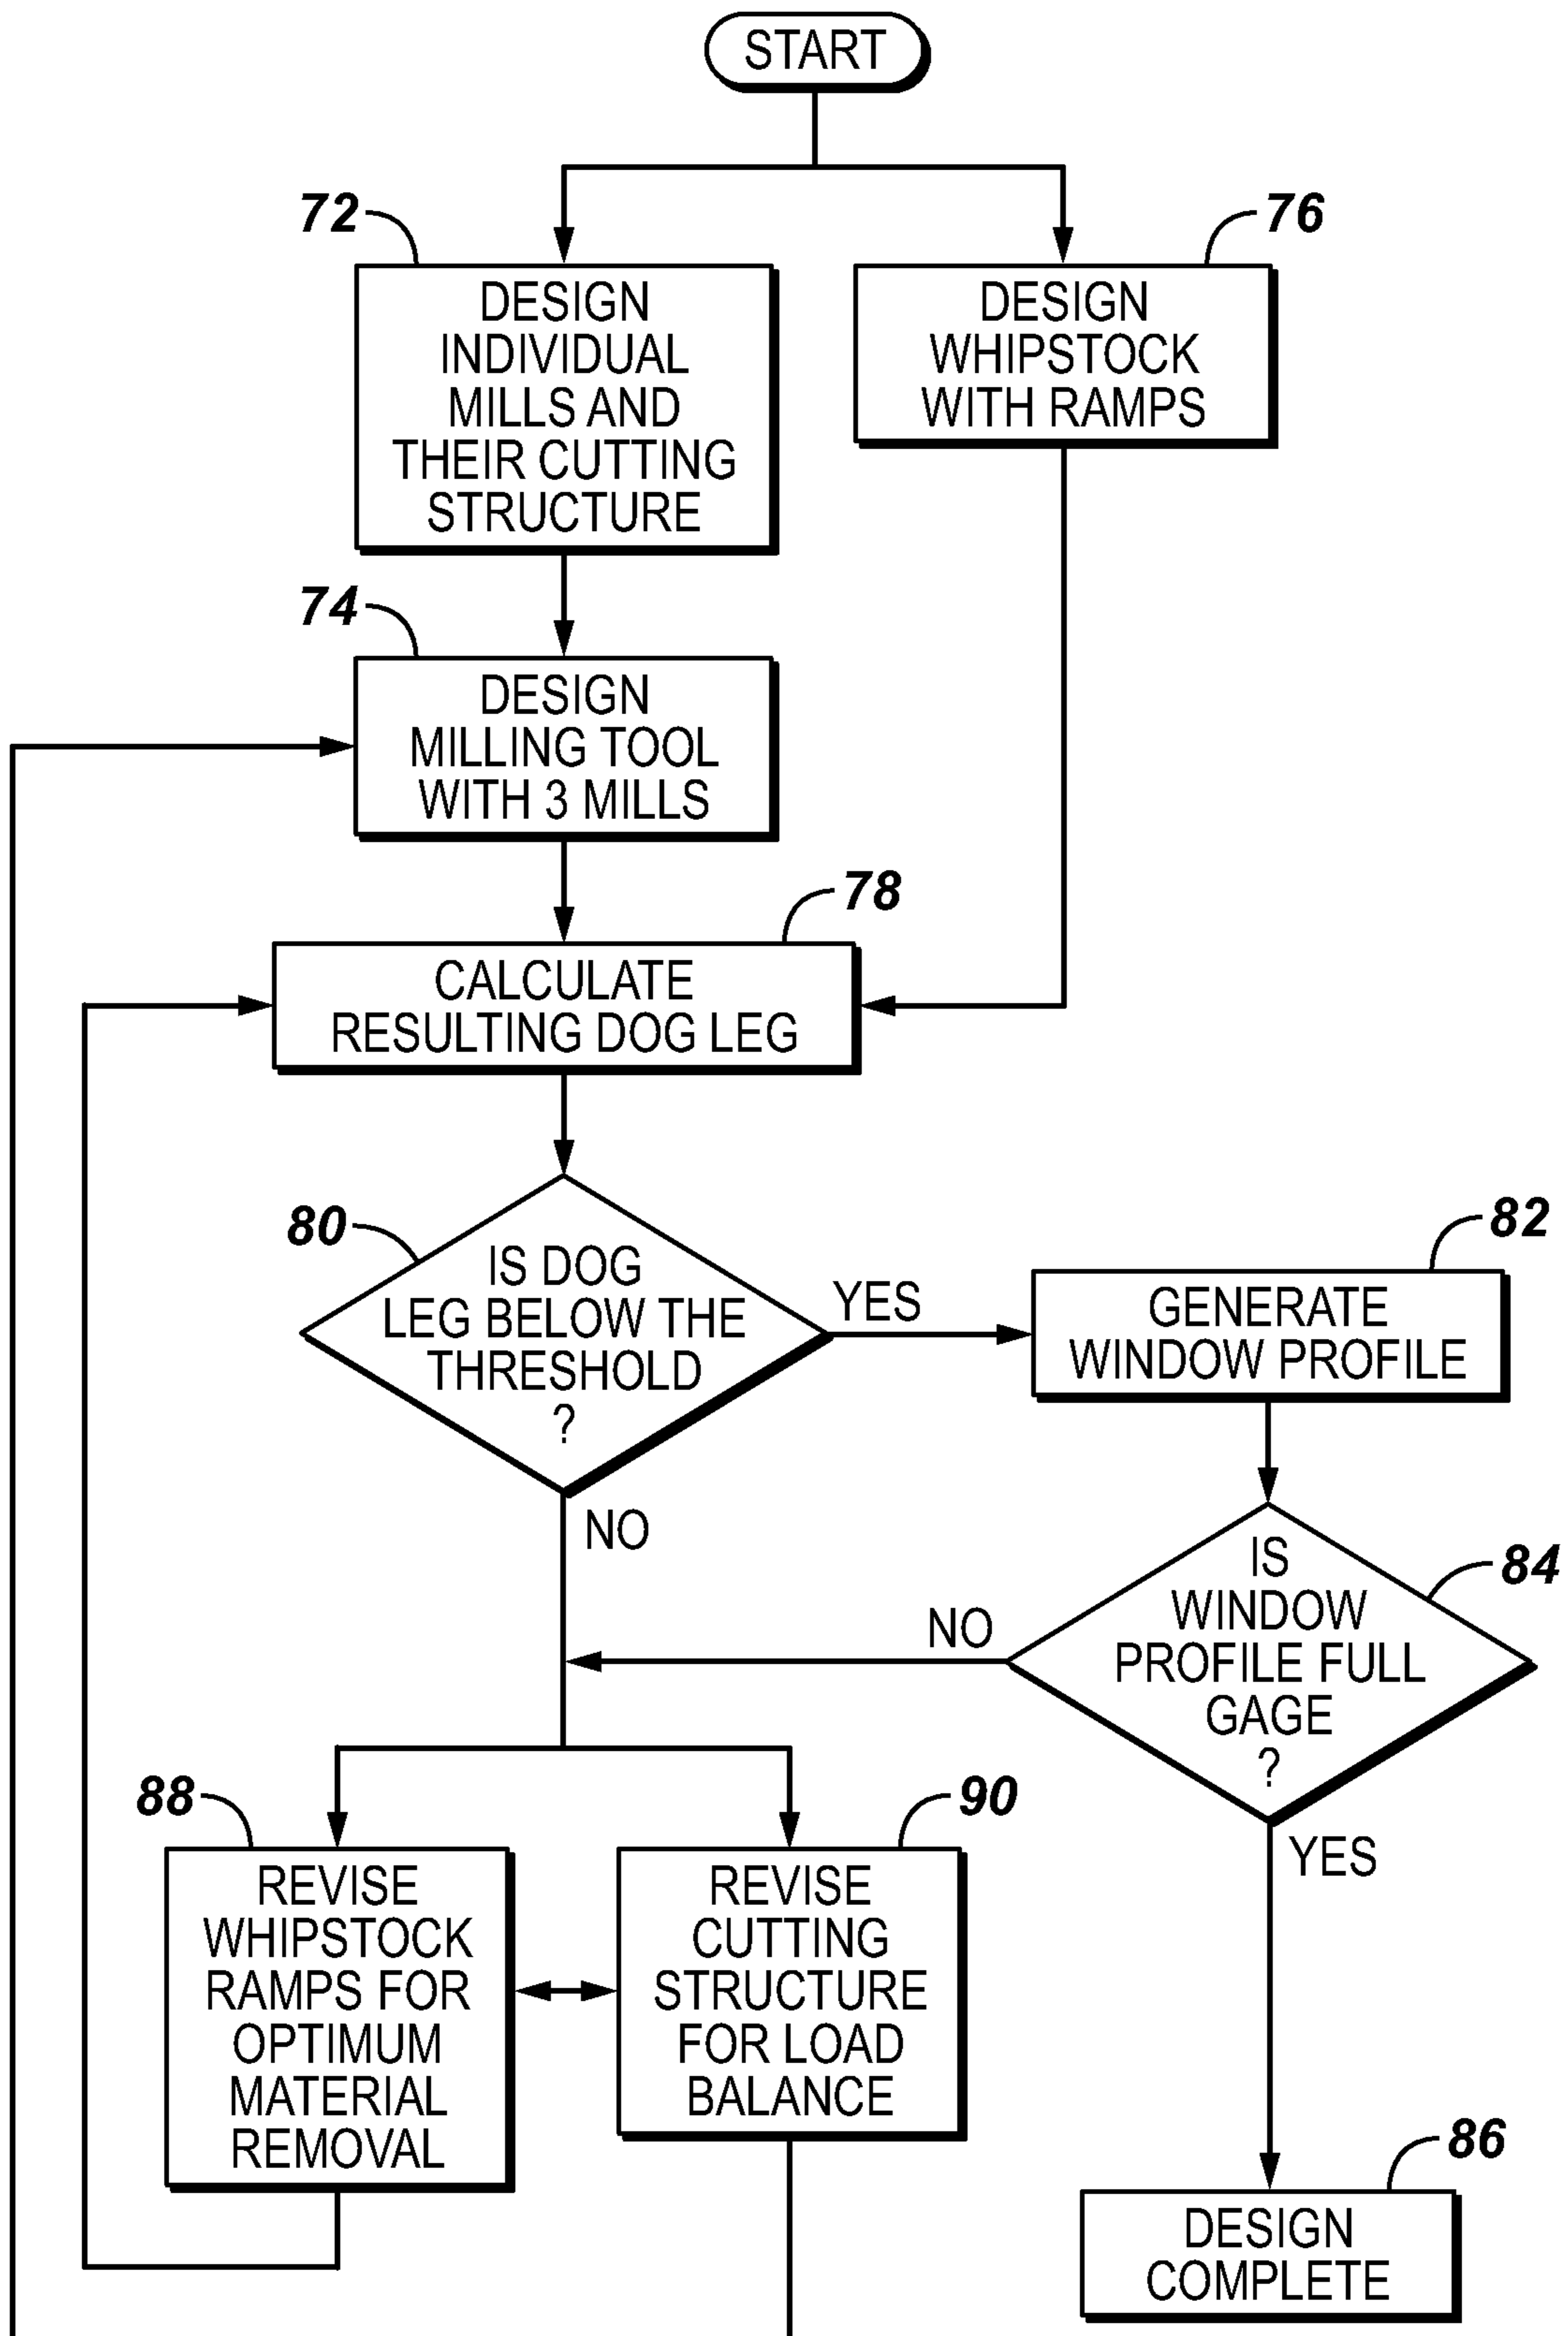 START
72
DESIGN
INDIVIDUAL
MILLS AND
THEIR CUTTING
STRUCTURE
76
DESIGN
WHIPSTOCK
WITH RAMPS
74
DESIGN
MILLING TOOL
WITH 3 MILLS
78
CALCULATE
RESULTING DOG LEG
80
IS DOG
LEG BELOW THE
THRESHOLD
?
YES
NO
82
GENERATE
WINDOW PROFILE
84
IS
WINDOW
PROFILE FULL
GAGE
?
NO
YES
88
REVISE
WHIPSTOCK
RAMPS FOR
OPTIMUM
MATERIAL
REMOVAL
90
REVISE
CUTTING
STRUCTURE
FOR LOAD
BALANCE
86
DESIGN
COMPLETE